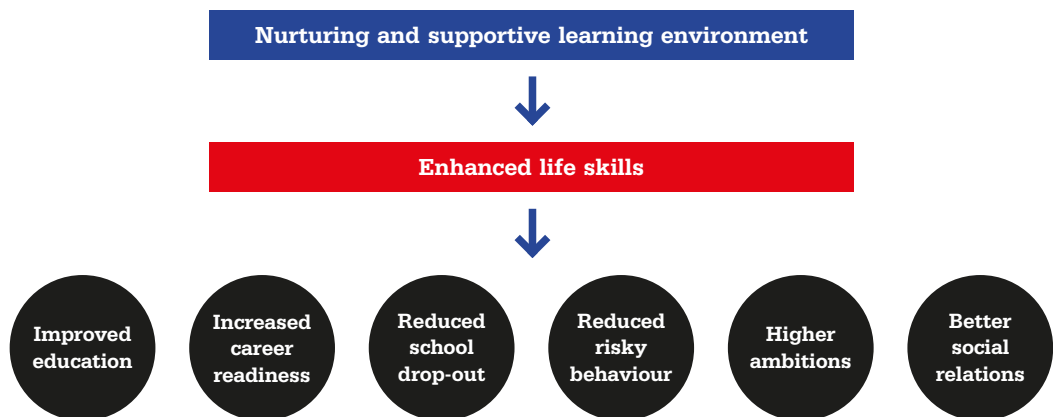 Nurturing and supportive learning environment
Enhanced life skills
Improved
education
Increased
career
readiness
Reduced
school
drop-out
Reduced
risky
behaviour
Higher
ambitions
Better
social
relations